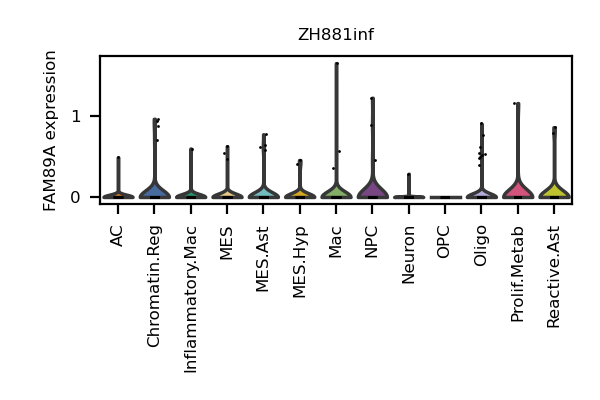 ZH881inf
FAM89A expression
1
0
AC
Chromatin.Reg
Inflammatory.Mac
MES
MES.Ast
MES.Hyp
Mac
NPC
Neuron
OPC
Oligo
Prolif.Metab
Reactive.Ast